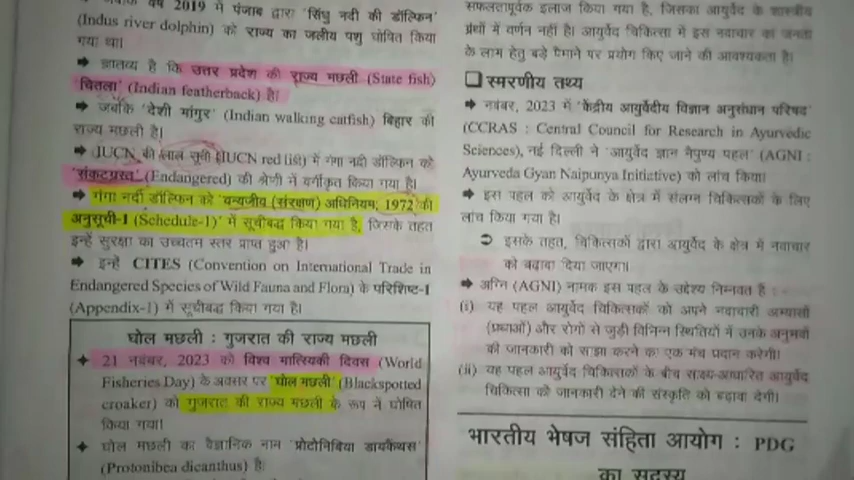 वर्ष 2019 में पंजाब द्वारा 'सिंधु नदी की डॉल्फिन'
(Indus river dolphin) को राज्य का जलीय पशु घोषित किया
गया था।
➡ ज्ञातव्य है कि उत्तर प्रदेश की राज्य मछली (State fish)
'चितला' (Indian featherback) है।
➡ जबकि 'देशी मांगुर' (Indian walking catfish) बिहार की
राज्य मछली है।
➡ IUCN की लाल सूची (IUCN red list) में गंगा नदी डॉल्फिन को
'संकटग्रस्त' (Endangered) की श्रेणी में वर्गीकृत किया गया है।
➡ गंगा नदी डॉल्फिन को 'वन्यजीव (संरक्षण) अधिनियम, 1972 की
अनुसूची-1 (Schedule-1)' में सूचीबद्ध किया गया है, जिसके तहत
इन्हें सुरक्षा का उच्चतम स्तर प्राप्त हुआ है।
➡ इन्हें CITES (Convention on International Trade in
Endangered Species of Wild Fauna and Flora) के परिशिष्ट-I
(Appendix-1) में सूचीबद्ध किया गया है।
घोल मछली : गुजरात की राज्य मछली
✦ 21 नवंबर, 2023 को विश्व मात्स्यिकी दिवस (World
Fisheries Day) के अवसर पर 'घोल मछली' (Blackspotted
croaker) को गुजरात की राज्य मछली के रूप में घोषित
किया गया।
✦ घोल मछली का वैज्ञानिक नाम 'प्रोटोनिबिया डायकैंथस'
(Protonibea dicanthus) है
सफलतापूर्वक इलाज किया गया है, जिसका आयुर्वेद के शास्त्रीय
ग्रंथों में वर्णन नहीं है। आयुर्वेद चिकित्सा में इस नवाचार का जनता
के लाभ हेतु बड़े पैमाने पर प्रयोग किए जाने की आवश्यकता है।
❑ स्मरणीय तथ्य
➡ नवंबर, 2023 में 'केंद्रीय आयुर्वेदीय विज्ञान अनुसंधान परिषद'
(CCRAS : Central Council for Research in Ayurvedic
Sciences), नई दिल्ली ने 'आयुर्वेद ज्ञान नैपुण्य पहल' (AGNI :
Ayurveda Gyan Naipunya Initiative) को लांच किया।
➡ इस पहल को आयुर्वेद के क्षेत्र में संलग्न चिकित्सकों के लिए
लांच किया गया है।
➲ इसके तहत, चिकित्सकों द्वारा आयुर्वेद के क्षेत्र में नवाचार
को बढ़ावा दिया जाएगा।
➡ अग्नि (AGNI) नामक इस पहल के उद्देश्य निम्नवत हैं :
(i) यह पहल आयुर्वेद चिकित्सकों को अपने नवाचारी अभ्यासों
(प्रथाओं) और रोगों से जुड़ी विभिन्न स्थितियों में उनके अनुभवों
की जानकारी को साझा करने का एक मंच प्रदान करेगी।
(ii) यह पहल आयुर्वेद चिकित्सकों के बीच साक्ष्य-आधारित आयुर्वेद
चिकित्सा की जानकारी देने की संस्कृति को बढ़ावा देगी।
भारतीय भेषज संहिता आयोग : PDG
का सदस्य